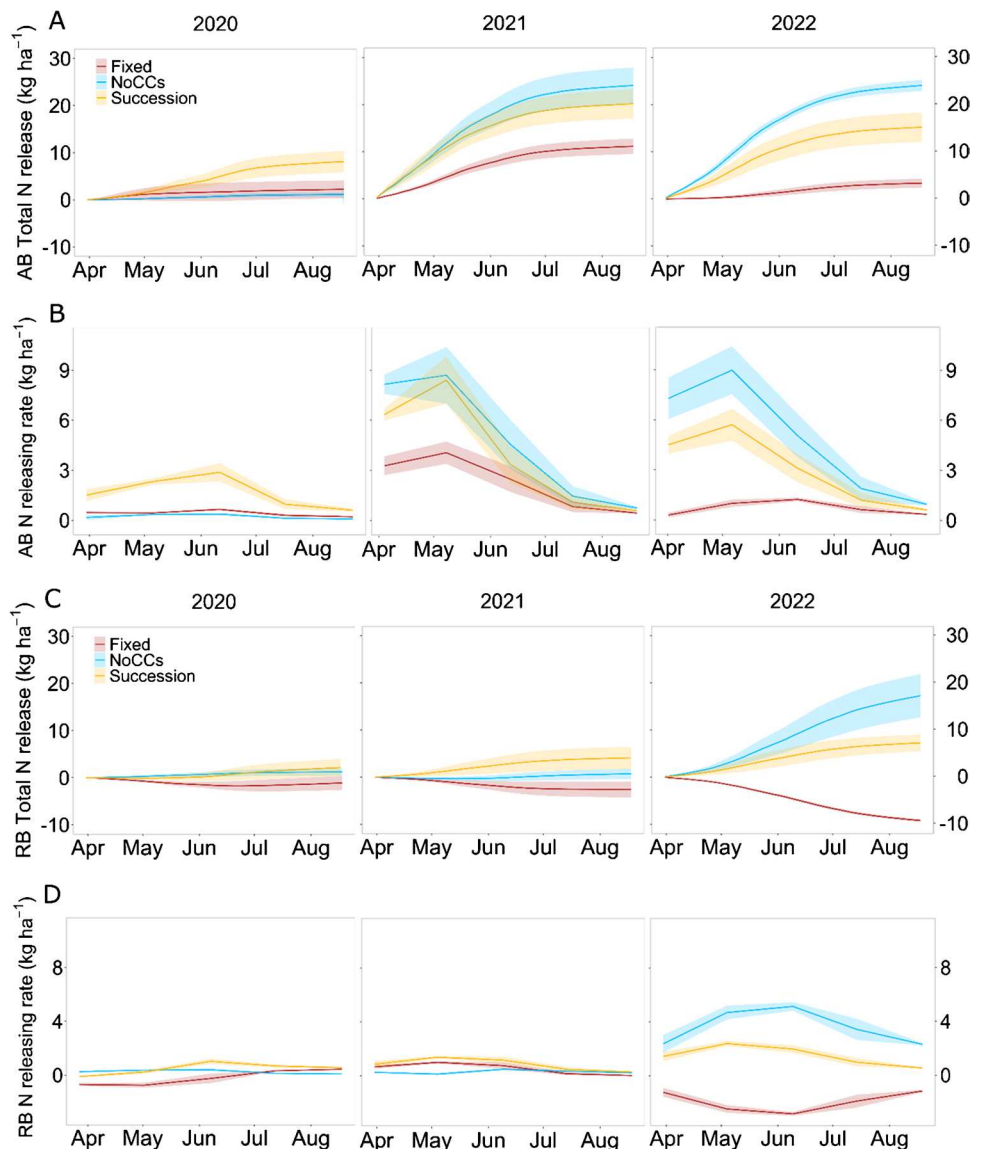 A
2020 2021 2022
AB Total N release (kg ha⁻¹)
30
20
10
0
-10
Fixed
NoCCs
Succession
30
20
10
0
-10
Apr May Jun Jul Aug Apr May Jun Jul Aug Apr May Jun Jul Aug
B
AB N releasing rate (kg ha⁻¹)
9
6
3
0
9
6
3
0
Apr May Jun Jul Aug Apr May Jun Jul Aug Apr May Jun Jul Aug
C
2020 2021 2022
RB Total N release (kg ha⁻¹)
30
20
10
0
-10
Fixed
NoCCs
Succession
30
20
10
0
-10
Apr May Jun Jul Aug Apr May Jun Jul Aug Apr May Jun Jul Aug
D
RB N releasing rate (kg ha⁻¹)
8
4
0
8
4
0
Apr May Jun Jul Aug Apr May Jun Jul Aug Apr May Jun Jul Aug